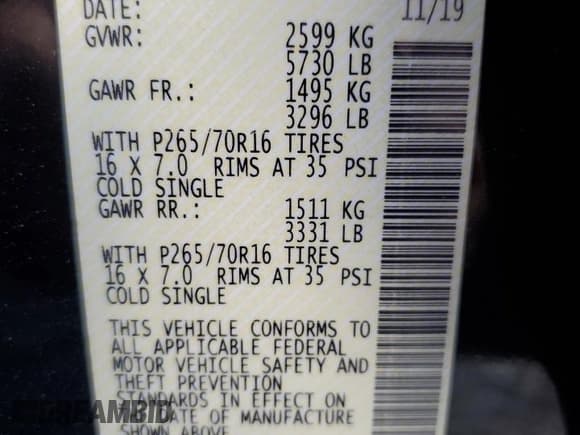 DATE: 11/19
GVWR: 2599 KG
5730 LB
GAWR FR.: 1495 KG
3296 LB
WITH P265/70R16 TIRES
16 X 7.0 RIMS AT 35 PSI
COLD SINGLE
GAWR RR.: 1511 KG
3331 LB
WITH P265/70R16 TIRES
16 X 7.0 RIMS AT 35 PSI
COLD SINGLE
THIS VEHICLE CONFORMS TO
ALL APPLICABLE FEDERAL
MOTOR VEHICLE SAFETY AND
THEFT PREVENTION
STANDARDS IN EFFECT ON
DATE OF MANUFACTURE
SHOWN ABOVE